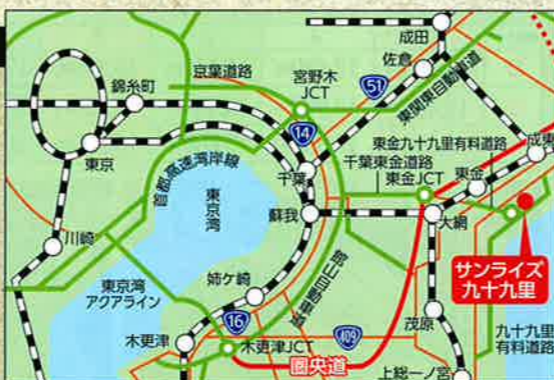 成田
佐倉
京葉道路
宮野木
JCT
51
東関東自動車道
錦糸町
14
東京
首都高速湾岸線
千葉
東金九十九里有料道路
千葉東金道路
東金JCT
東金
成東
東京湾
蘇我
大網
川崎
サンライズ
九十九里
東京湾
アクアライン
姉ケ崎
館山自動車道
16
木更津
木更津JCT
409
圏央道
茂原
九十九里
有料道路
上総一ノ宮